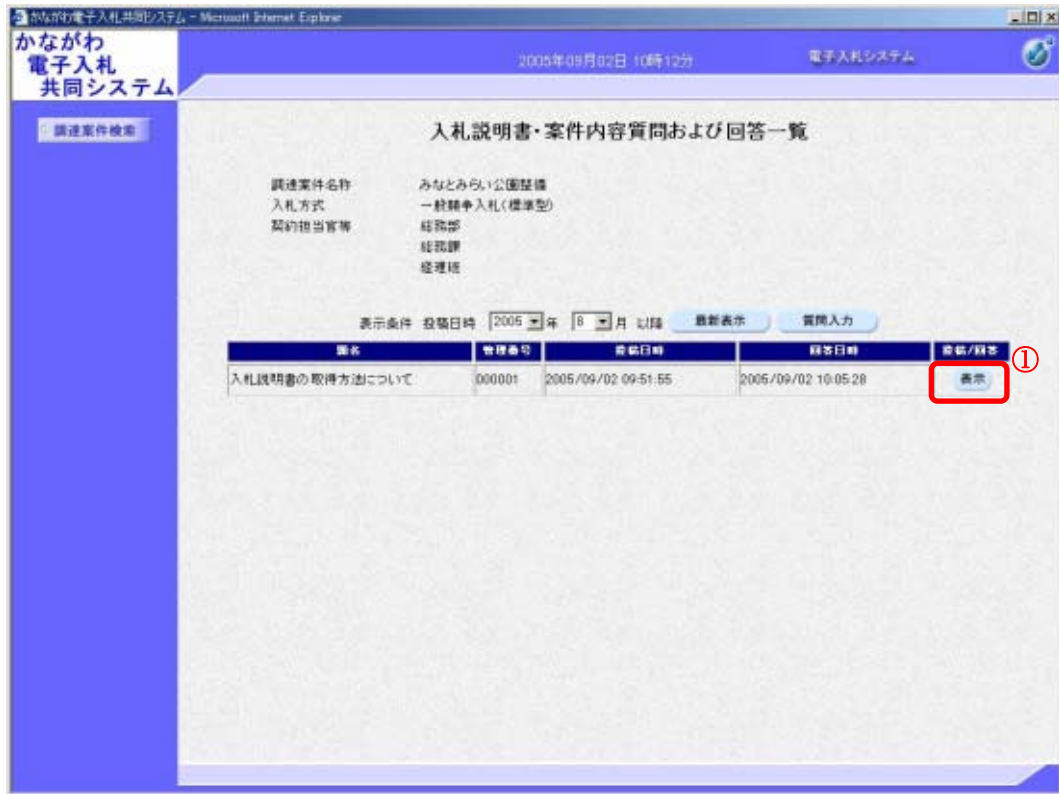 かながわ電子入札共同システム - Microsoft Internet Explorer
かながわ
電子入札
共同システム
2005年09月02日 10時12分
電子入札システム
調達案件検索
入札説明書・案件内容質問および回答一覧
調達案件名称 みなとみらい公園整備
入札方式 一般競争入札(標準型)
契約担当官等 総務部
総務課
経理班
表示条件 投稿日時 2005 年 8 月 以降 最新表示 質問入力
題名 管理番号 投稿日時 回答日時 投稿/回答
入札説明書の取得方法について 000001 2005/09/02 09:51:55 2005/09/02 10:05:28 表示
①